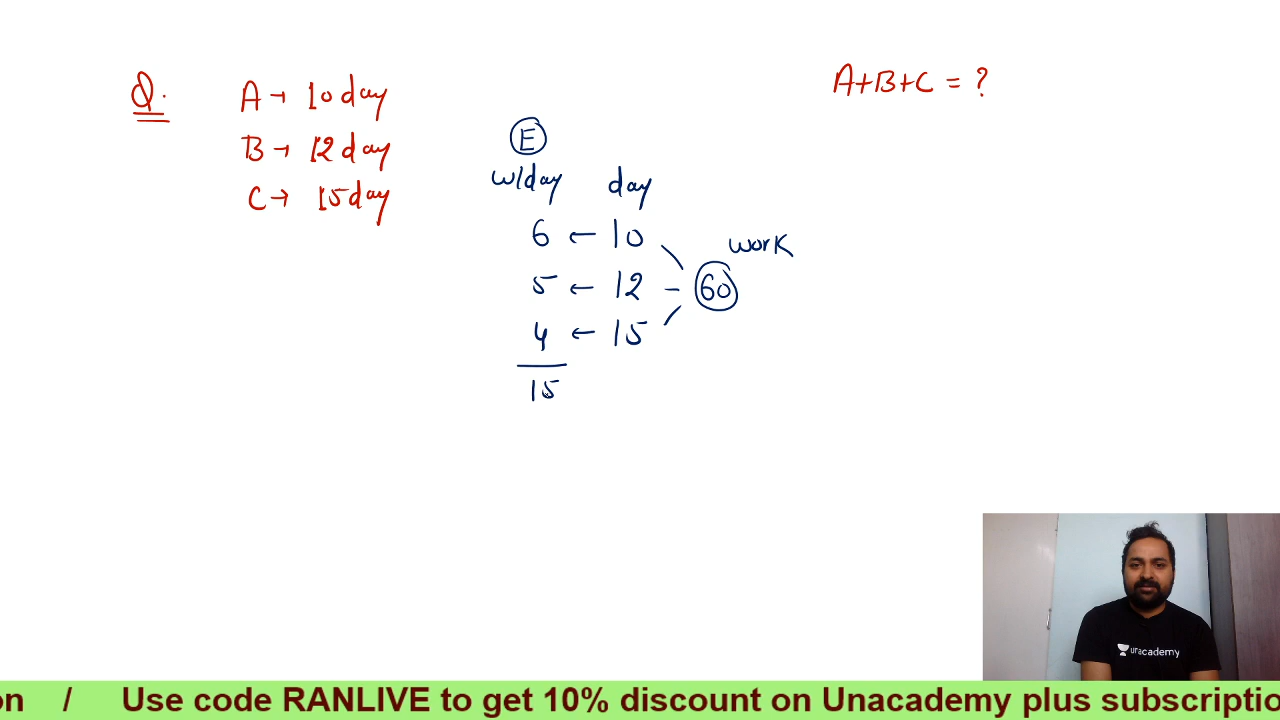 Q. A → 10 day
B → 12 day
C → 15 day
A+B+C = ?
E
w/day day
6 ← 10
5 ← 12
4 ← 15
15
work
60
unacademy
on / Use code RANLIVE to get 10% discount on Unacademy plus subscriptio